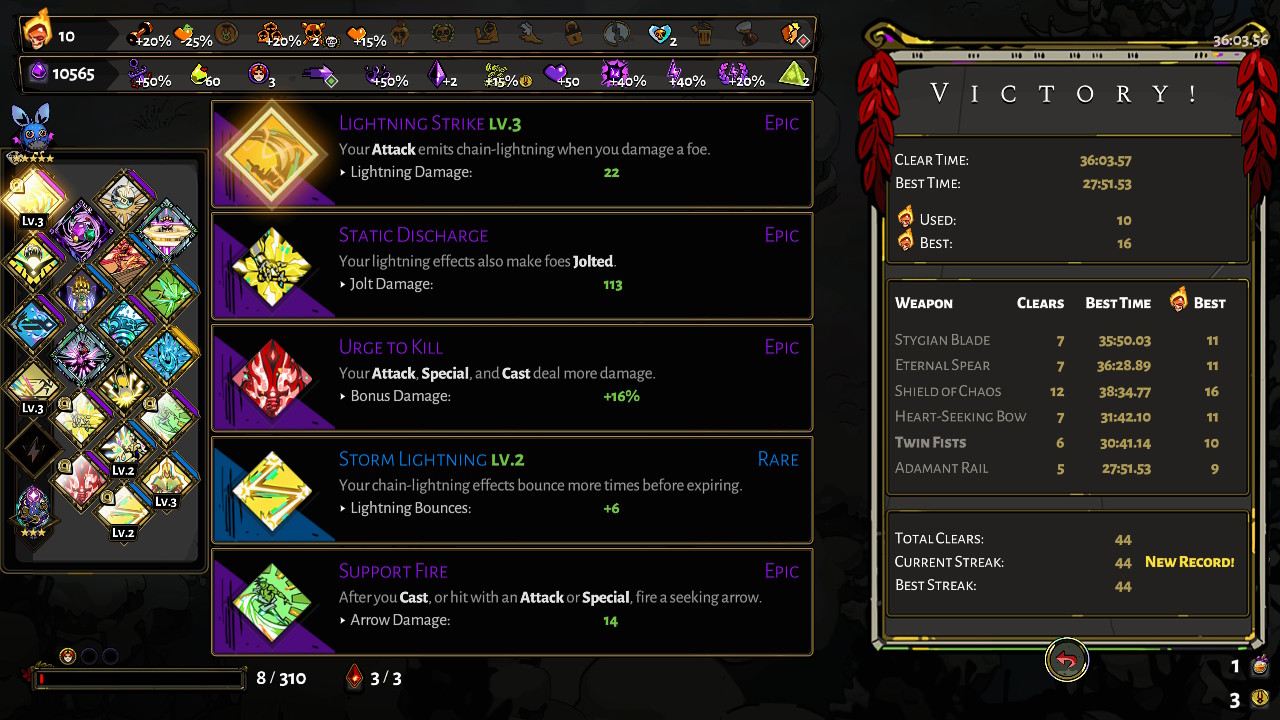 10
+20%
-25%
+20%
2
+15%
2
36:03.56
10565
+50%
60
3
+50%
+2
+15%
+50
+40%
+40%
+20%
2
VICTORY!
LIGHTNING STRIKE LV.3
EPIC
Your Attack emits chain-lightning when you damage a foe.
Lightning Damage: 22
STATIC DISCHARGE
EPIC
Your lightning effects also make foes Jolted.
Jolt Damage: 113
URGE TO KILL
EPIC
Your Attack, Special, and Cast deal more damage.
Bonus Damage: +16%
STORM LIGHTNING LV.2
RARE
Your chain-lightning effects bounce more times before expiring.
Lightning Bounces: +6
SUPPORT FIRE
EPIC
After you Cast, or hit with an Attack or Special, fire a seeking arrow.
Arrow Damage: 14
Lv.3
Lv.3
Lv.2
Lv.3
Lv.2
8 / 310
3 / 3
CLEAR TIME: 36:03.57
BEST TIME: 27:51.53
USED: 10
BEST: 16
WEAPON CLEARS BEST TIME BEST
STYGIAN BLADE 7 35:50.03 11
ETERNAL SPEAR 7 36:28.89 11
SHIELD OF CHAOS 12 38:34.77 16
HEART-SEEKING BOW 7 31:42.10 11
TWIN FISTS 6 30:41.14 10
ADAMANT RAIL 5 27:51.53 9
TOTAL CLEARS: 44
CURRENT STREAK: 44 NEW RECORD!
BEST STREAK: 44
1
3